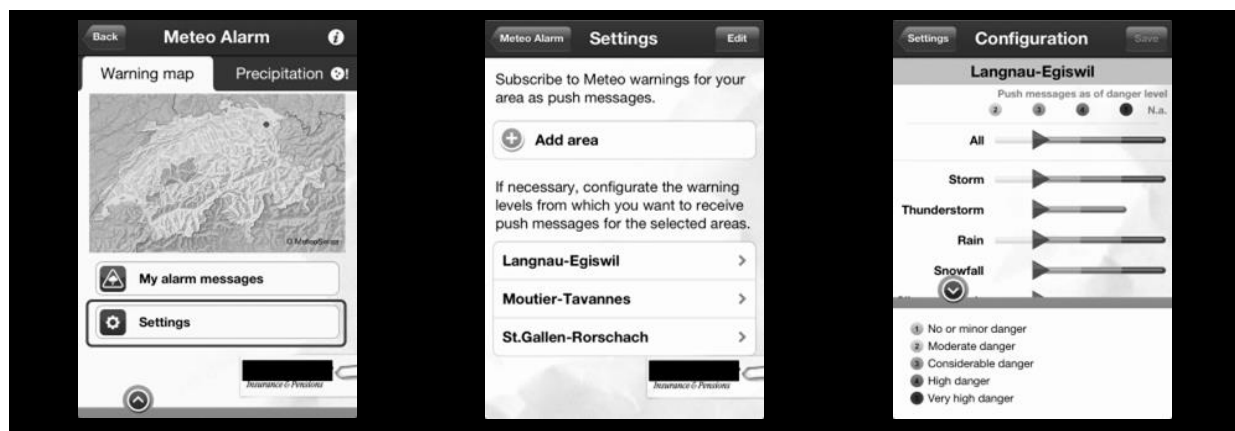 Back
Meteo Alarm
i
Warning map
Precipitation
!
© MeteoSwiss
My alarm messages
Settings
Insurance & Pensions
Meteo Alarm
Settings
Edit
Subscribe to Meteo warnings for your
area as push messages.
Add area
If necessary, configurate the warning
levels from which you want to receive
push messages for the selected areas.
Langnau-Egiswil
Moutier-Tavannes
St.Gallen-Rorschach
Insurance & Pensions
Settings
Configuration
Save
Langnau-Egiswil
Push messages as of danger level
2 3 4 5 N.a.
All
Storm
Thunderstorm
Rain
Snowfall
1 No or minor danger
2 Moderate danger
3 Considerable danger
4 High danger
5 Very high danger